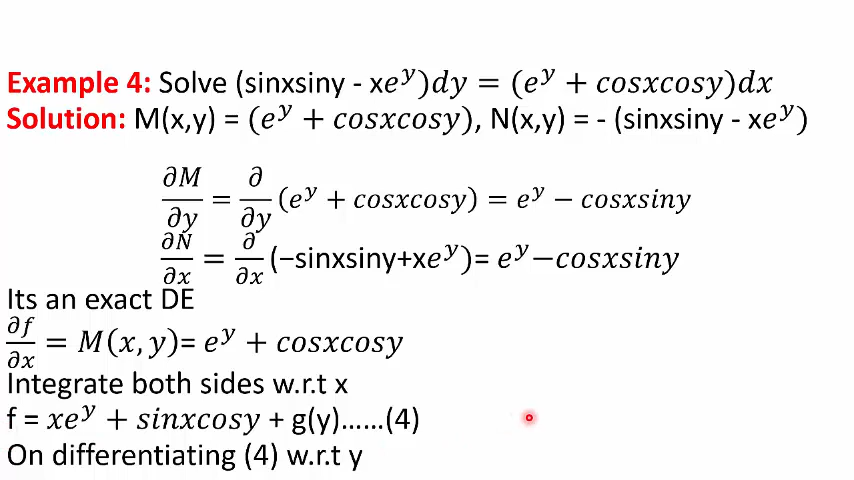 Example 4: Solve (sinxsiny - xe^y)dy = (e^y + cosxcosy)dx
Solution: M(x,y) = (e^y + cosxcosy), N(x,y) = - (sinxsiny - xe^y)
∂M/∂y = ∂/∂y (e^y + cosxcosy) = e^y − cosxsiny
∂N/∂x = ∂/∂x (−sinxsiny+xe^y)= e^y−cosxsiny
Its an exact DE
∂f/∂x = M(x, y)= e^y + cosxcosy
Integrate both sides w.r.t x
f = xe^y + sinxcosy + g(y)……(4)
On differentiating (4) w.r.t y